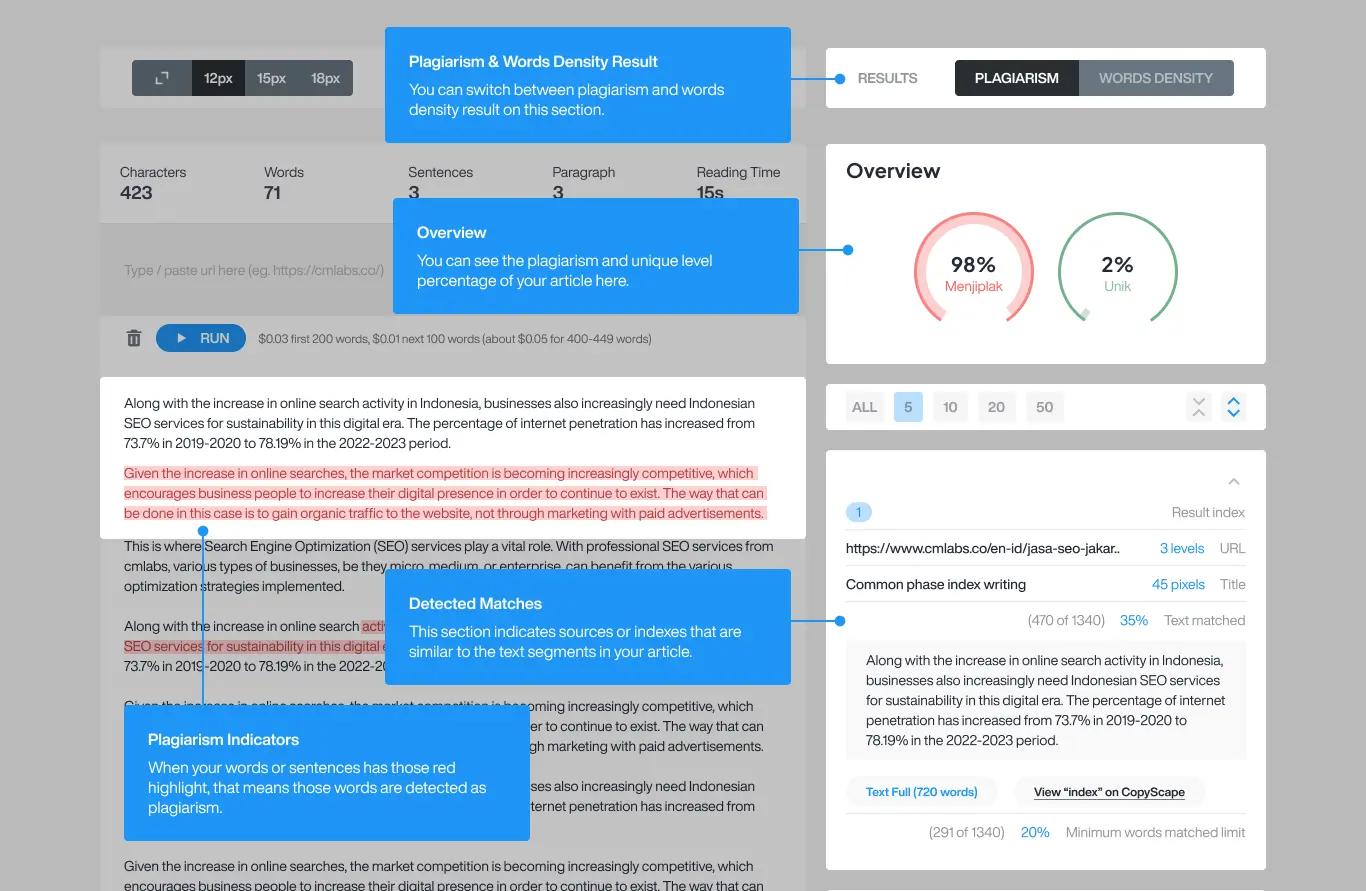 12px 15px 18px
Plagiarism & Words Density Result
You can switch between plagiarism and words
density result on this section.
RESULTS PLAGIARISM WORDS DENSITY
Characters Words Sentences Paragraph Reading Time
423 71 3 3 15s
Type / paste url here (eg. https://cmlabs.co/)
Overview
You can see the plagiarism and unique level
percentage of your article here.
RUN $0.03 first 200 words, $0.01 next 100 words (about $0.05 for 400-449 words)
Along with the increase in online search activity in Indonesia, businesses also increasingly need Indonesian
SEO services for sustainability in this digital era. The percentage of internet penetration has increased from
73.7% in 2019-2020 to 78.19% in the 2022-2023 period.
Given the increase in online searches, the market competition is becoming increasingly competitive, which
encourages business people to increase their digital presence in order to continue to exist. The way that can
be done in this case is to gain organic traffic to the website, not through marketing with paid advertisements.
This is where Search Engine Optimization (SEO) services play a vital role. With professional SEO services from
cmlabs, various types of businesses, be they micro, medium, or enterprise, can benefit from the various
optimization strategies implemented.
Along with the increase in online search
SEO services for sustainability in this digital
73.7% in 2019-2020 to 78.19% in the 2022-20
Detected Matches
This section indicates sources or indexes that are
similar to the text segments in your article.
Given the increase in online searches, the market competition is becoming increasingly competitive, which
er to continue to exist. The way that can
gh marketing with paid advertisements.
Plagiarism Indicators
When your words or sentences has those red
highlight, that means those words are detected as
plagiarism.
ses also increasingly need Indonesian
ternet penetration has increased from
Given the increase in online searches, the market competition is becoming increasingly competitive, which
encourages business people to increase their digital presence in order to continue to exist. The way that can
Overview
98% 2%
Menjiplak Unik
ALL 5 10 20 50
1 Result index
https://www.cmlabs.co/en-id/jasa-seo-jakar.. 3 levels URL
Common phase index writing 45 pixels Title
(470 of 1340) 35% Text matched
Along with the increase in online search activity in Indonesia,
businesses also increasingly need Indonesian SEO services
for sustainability in this digital era. The percentage of internet
penetration has increased from 73.7% in 2019-2020 to
78.19% in the 2022-2023 period.
Text Full (720 words) View “index” on CopyScape
(291 of 1340) 20% Minimum words matched limit